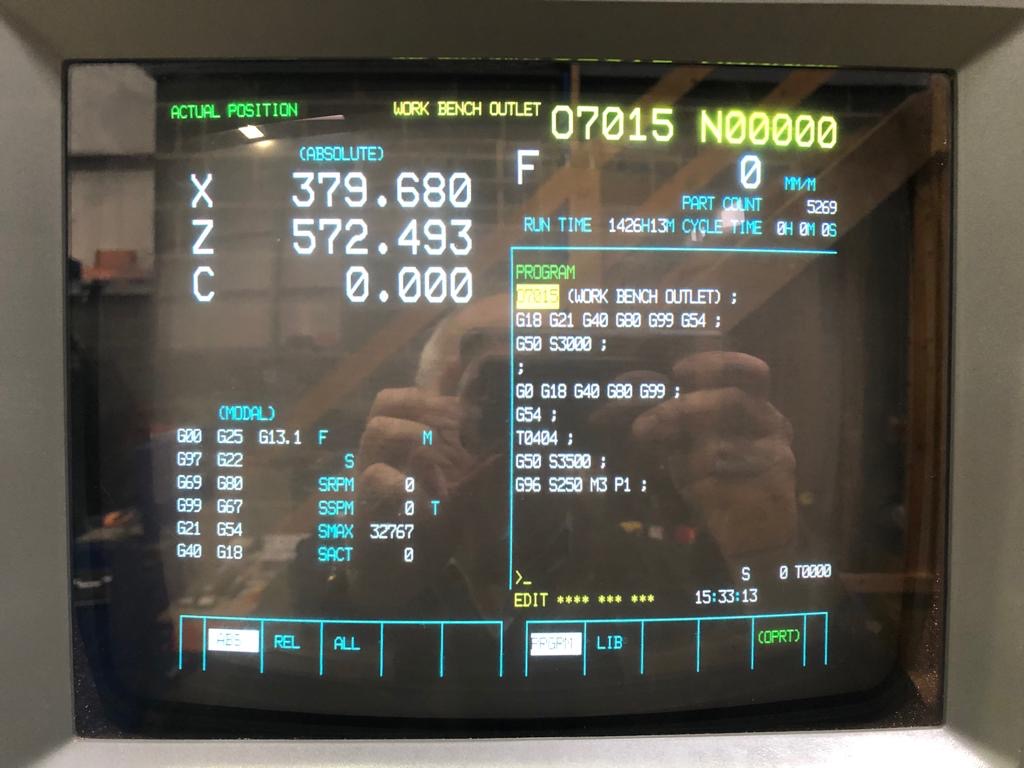 ACTUAL POSITION
WORK BENCH OUTLET O7015 N00000
(ABSOLUTE)
X 379.680
Z 572.493
C 0.000
F 0 MM/M
PART COUNT 5269
RUN TIME 1426H13M CYCLE TIME 0H 0M 0S
PROGRAM
O7015 (WORK BENCH OUTLET) ;
G18 G21 G40 G80 G99 G54 ;
G50 S3000 ;
;
G0 G18 G40 G80 G99 ;
G54 ;
T0404 ;
G50 S3500 ;
G96 S250 M3 P1 ;
(MODAL)
G00 G25 G13.1 F M
G97 G22 S
G69 G80 SRPM 0
G99 G67 SSPM 0 T
G21 G54 SMAX 32767
G40 G18 SACT 0
>_
S 0 T0000
EDIT **** *** *** 15:33:13
ABS REL ALL
PRGRM LIB (OPRT)